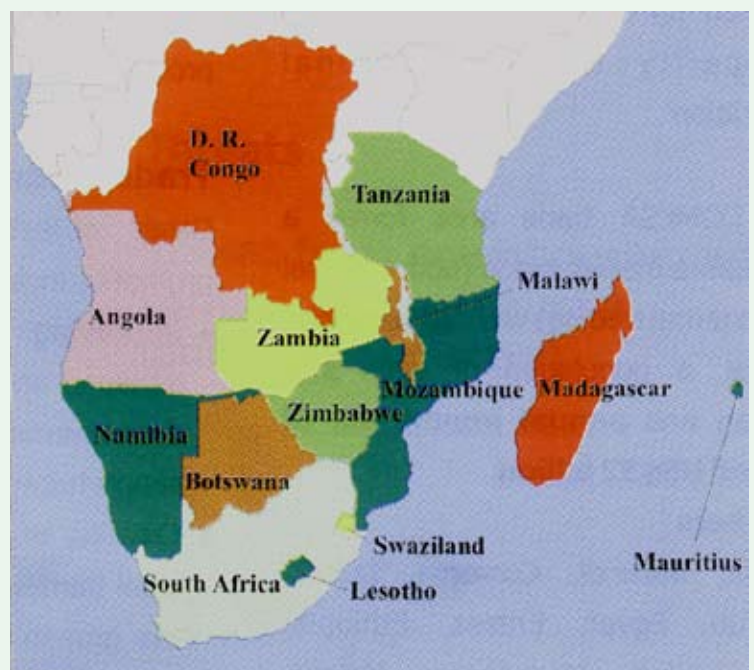 D. R.
Congo
Tanzania
Malawi
Angola
Zambia
Mozambique
Madagascar
Zimbabwe
Namibia
Botswana
Swaziland
Mauritius
South Africa
Lesotho